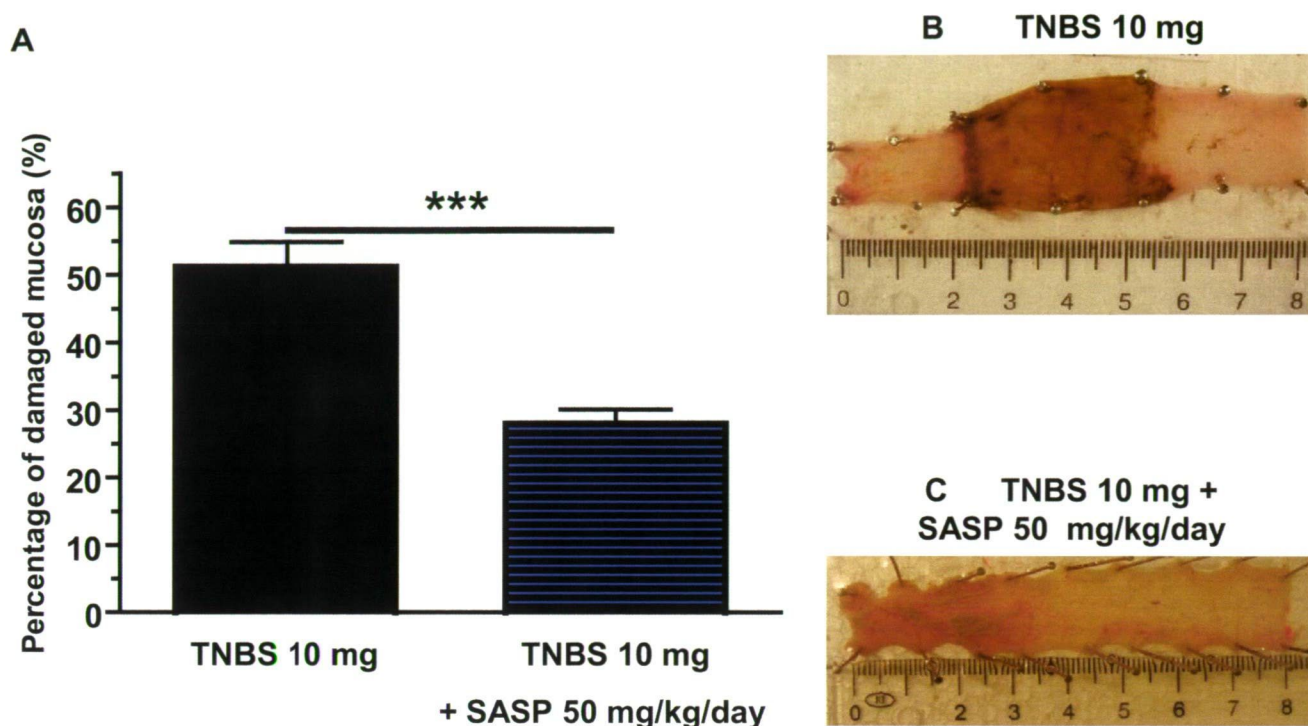 A
Percentage of damaged mucosa (%)
60
50
40
30
20
10
0
***
TNBS 10 mg
TNBS 10 mg
+ SASP 50 mg/kg/day
B TNBS 10 mg
0 2 3 4 5 6 7 8
C TNBS 10 mg +
SASP 50 mg/kg/day
0 2 3 4 5 6 7 8